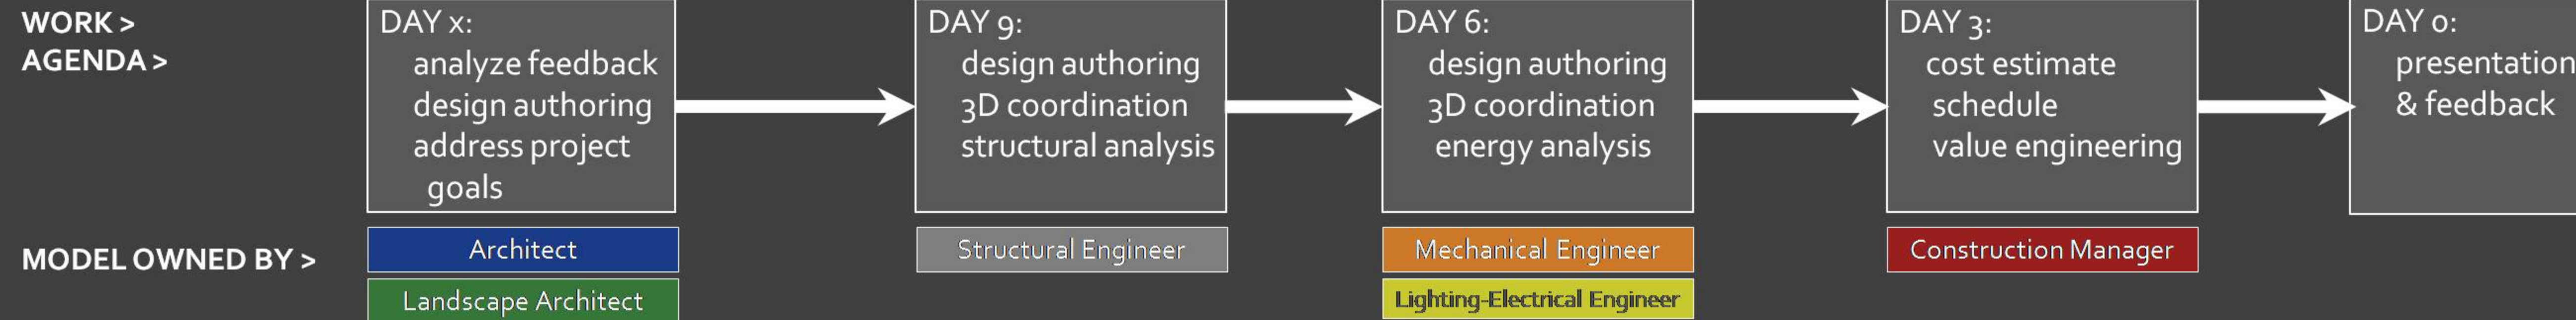 WORK >
AGENDA >
DAY x:
analyze feedback
design authoring
address project
goals
DAY 9:
design authoring
3D coordination
structural analysis
DAY 6:
design authoring
3D coordination
energy analysis
DAY 3:
cost estimate
schedule
value engineering
DAY 0:
presentation
& feedback
MODEL OWNED BY >
Architect
Landscape Architect
Structural Engineer
Mechanical Engineer
Lighting-Electrical Engineer
Construction Manager